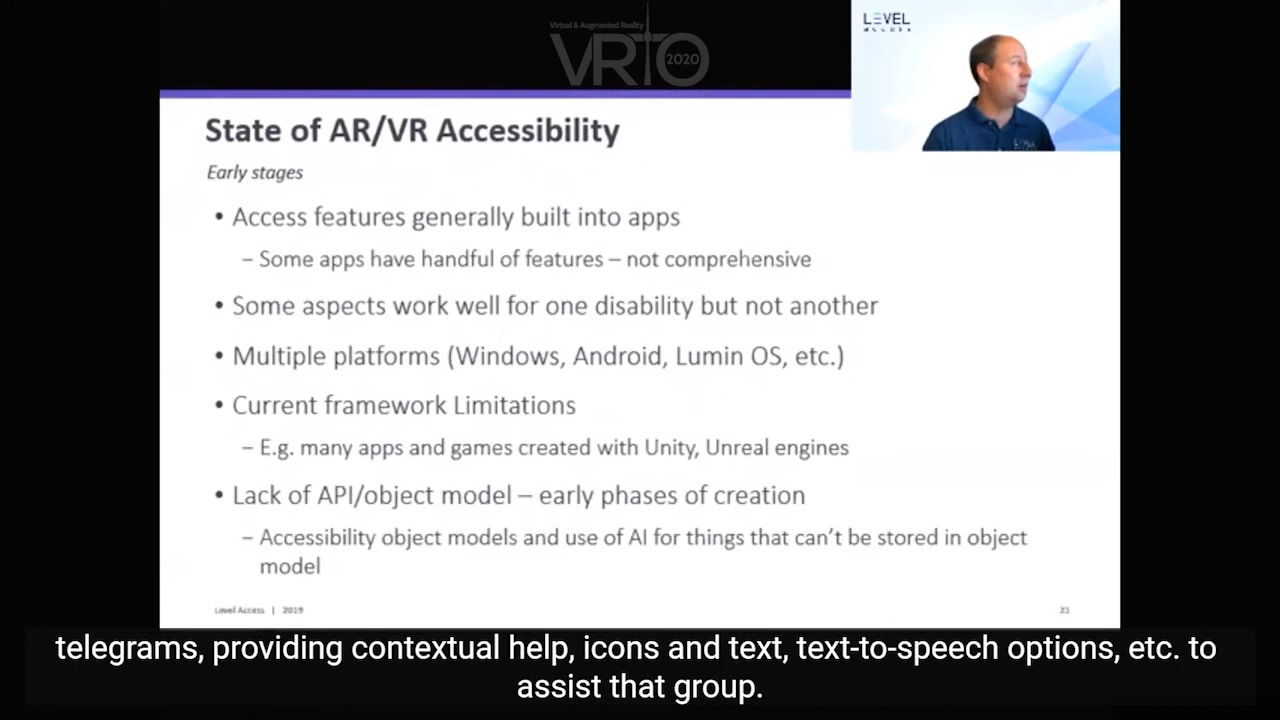 Virtual & Augmented Reality
VRTO
2020
LEVEL
State of AR/VR Accessibility
Early stages
• Access features generally built into apps
– Some apps have handful of features – not comprehensive
• Some aspects work well for one disability but not another
• Multiple platforms (Windows, Android, Lumin OS, etc.)
• Current framework Limitations
– E.g. many apps and games created with Unity, Unreal engines
• Lack of API/object model – early phases of creation
– Accessibility object models and use of AI for things that can't be stored in object
model
Level Access | 2019
23
telegrams, providing contextual help, icons and text, text-to-speech options, etc. to
assist that group.